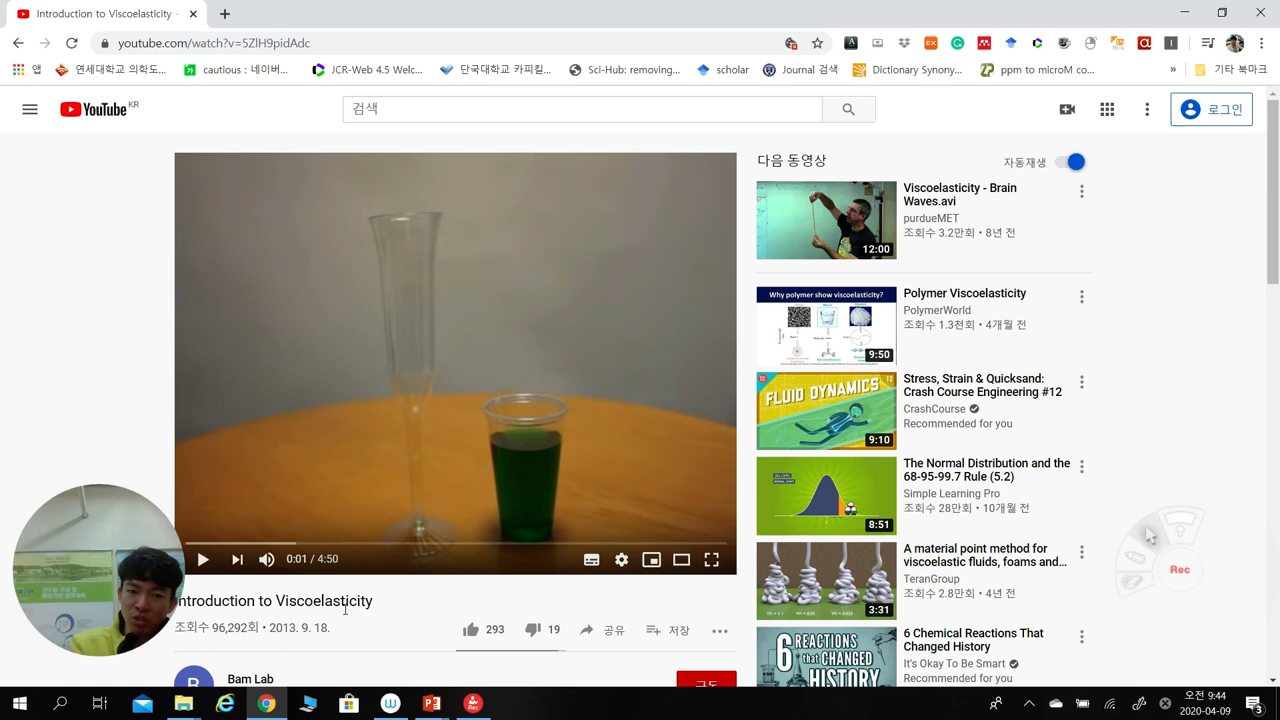 Introduction to Viscoelasticity -
youtube.com/watch?v=5ZlH9pidAdc
앱
연세대학교 의학도...
cautious : 네이버...
JCR-Web 4.5 Welc...
단국대학교 카피킬...
Sci-Hub: removing...
scholar
Journal 검색
Dictionary Synony...
ppm to microM co...
»
기타 북마크
YouTube KR
검색
로그인
다음 동영상
자동재생
Viscoelasticity - Brain
Waves.avi
purdueMET
조회수 3.2만회 • 8년 전
12:00
Why polymer show viscoelasticity?
9:50
Polymer Viscoelasticity
PolymerWorld
조회수 1.3천회 • 4개월 전
CC
FLUID DYNAMICS
12
9:10
Stress, Strain & Quicksand:
Crash Course Engineering #12
CrashCourse
Recommended for you
8:51
The Normal Distribution and the
68-95-99.7 Rule (5.2)
Simple Learning Pro
조회수 28만회 • 10개월 전
3:31
A material point method for
viscoelastic fluids, foams and...
TeranGroup
조회수 2.8만회 • 4년 전
6 REACTIONS
that CHANGED
HISTORY
6 Chemical Reactions That
Changed History
It's Okay To Be Smart
Recommended for you
Rec
0:01 / 4:50
Introduction to Viscoelasticity
조회수 96,292회 • 2013. 9. 18.
293
19
공유
저장
Bam Lab
구독
오전 9:44
2020-04-09
3